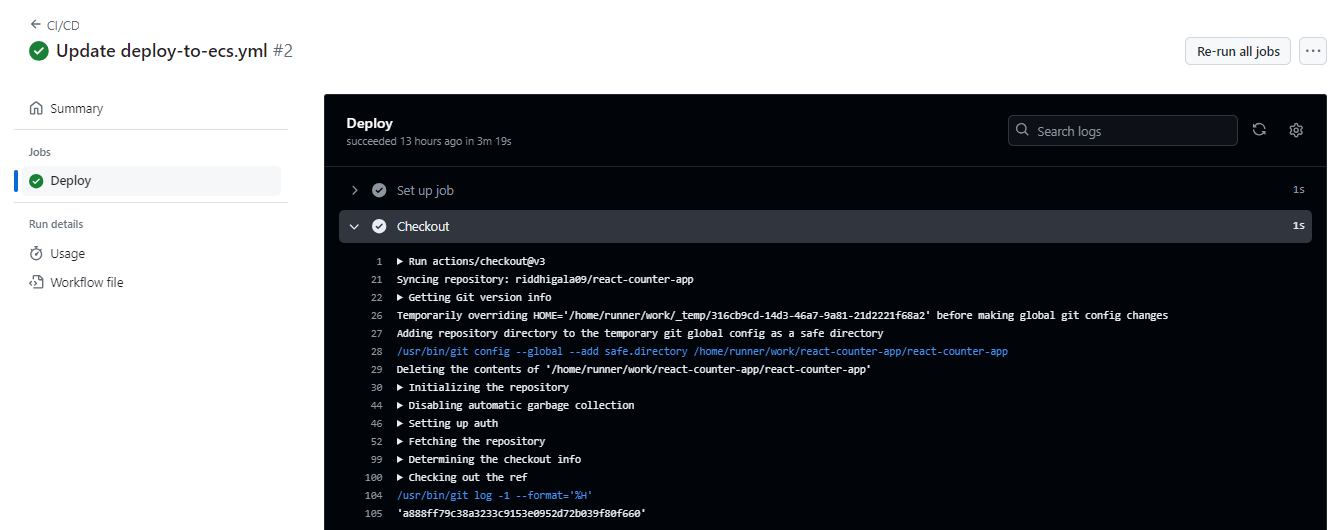 ← CI/CD
Update deploy-to-ecs.yml #2
Re-run all jobs
...
Summary
Jobs
Deploy
Run details
Usage
Workflow file
Deploy
succeeded 13 hours ago in 3m 19s
Search logs
Set up job 1s
Checkout 1s
1 ▶ Run actions/checkout@v3
21 Syncing repository: riddhigala09/react-counter-app
22 ▶ Getting Git version info
26 Temporarily overriding HOME='/home/runner/work/_temp/316cb9cd-14d3-46a7-9a81-21d2221f68a2' before making global git config changes
27 Adding repository directory to the temporary git global config as a safe directory
28 /usr/bin/git config --global --add safe.directory /home/runner/work/react-counter-app/react-counter-app
29 Deleting the contents of '/home/runner/work/react-counter-app/react-counter-app'
30 ▶ Initializing the repository
44 ▶ Disabling automatic garbage collection
46 ▶ Setting up auth
52 ▶ Fetching the repository
99 ▶ Determining the checkout info
100 ▶ Checking out the ref
104 /usr/bin/git log -1 --format='%H'
105 'a888ff79c38a3233c9153e0952d72b039f80f660'